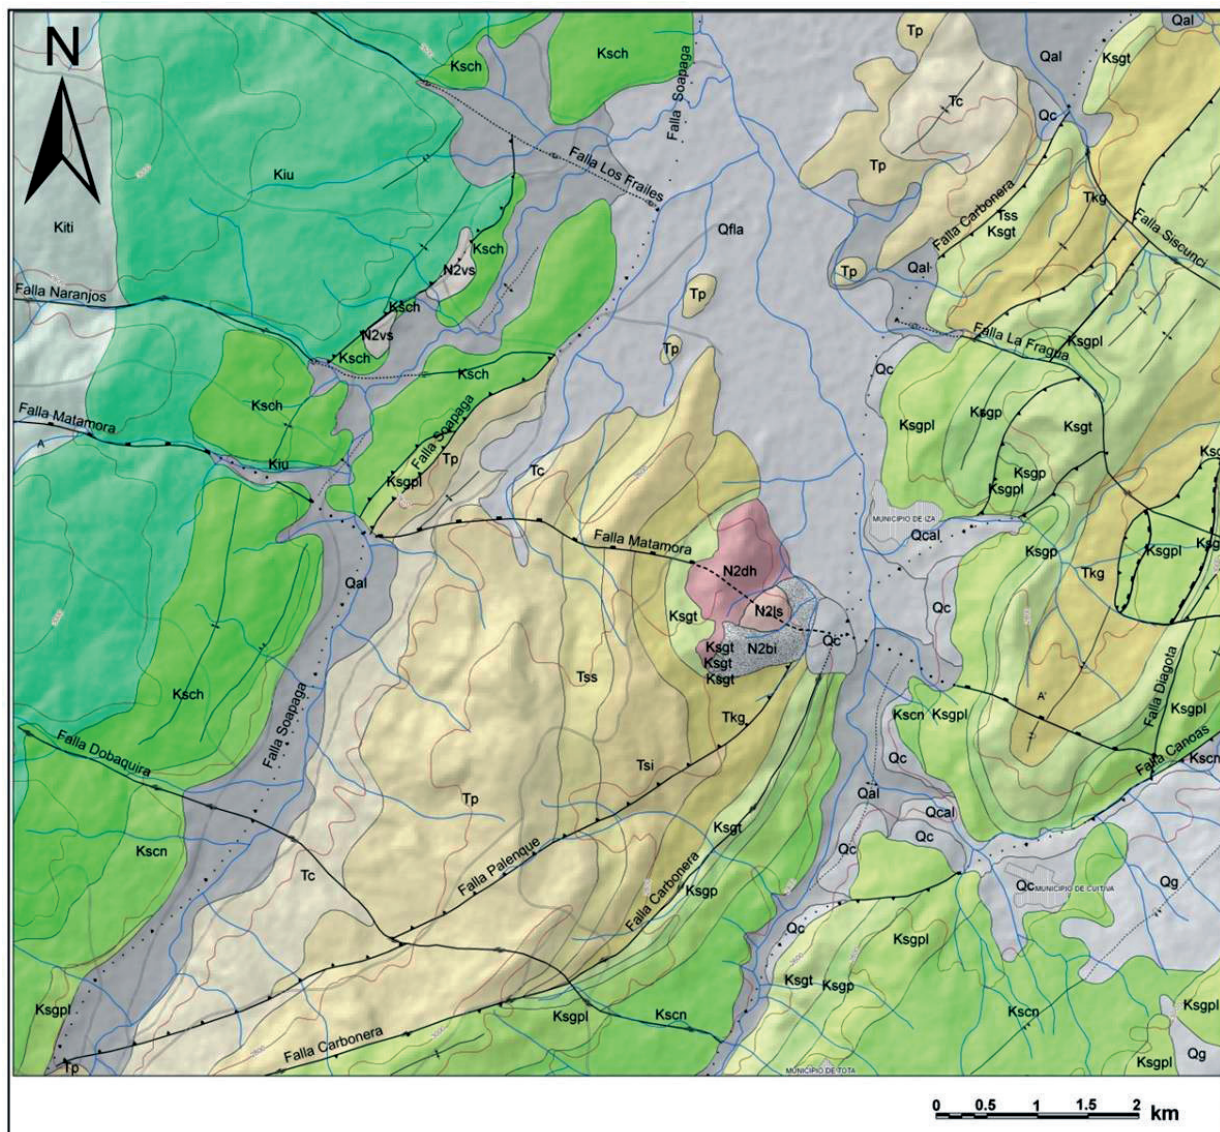 N
Qal
Tp
Ksch
Ksch
Qal
Ksgt
Falla Soapaga
Tc
Qc
Kiu
Falla Los Frailes
Tp
Tkg
Kiti
Falla Carbonera
Tss
Ksgt
Falla Siscunci
Qfla
Ksch
N2vs
Tp
Qal
Falla Naranjos
Tp
Ksch
N2vs
Falla La Fragua
Ksgpl
Ksch
Tp
Ksch
Qc
Ksch
Falla Matamora
Ksgp
Ksgpl
Ksgt
A
Falla Soapaga
Kiu
Ksgpl
Tp
Tc
Ksgp
Ksgpl
MUNICIPIO DE IZA
Qcal
Falla Matamora
Ksgp
Ksgpl
Qal
N2dh
Tkg
Qc
N2ls
Ksgt
Ksgt
Ksgt
Ksgt
N2bi
Qc
Tss
Ksch
Falla Soapaga
Tkg
Kscn
Ksgpl
A'
Falla Diagota
Ksgpl
Falla Canoas
Kscn
Falla Dobaquira
Tsi
Qc
Tp
Qal
Qcal
Ksgt
Qc
Kscn
Qc
Falla Palenque
Tc
Ksgp
Falla Carbonera
Qc
MUNICIPIO DE CUITIVA
Qg
Qc
Ksgpl
Ksgt
Ksgp
Ksgpl
Ksgpl
Kscn
Kscn
Ksgpl
Falla Carbonera
Qg
Ksgpl
Tp
MUNICIPIO DE TOTA
0 0.5 1 1.5 2 km